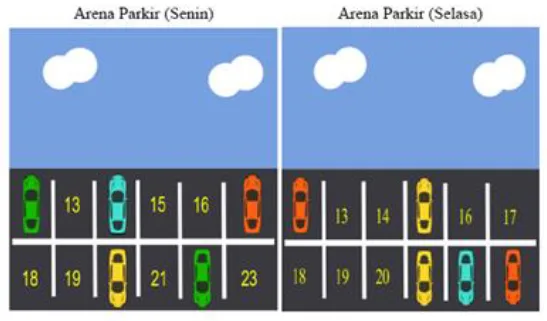 Arena Parkir (Senin)
Arena Parkir (Selasa)
13 15 16
18 19 21 23
13 14 16 17
18 19 20